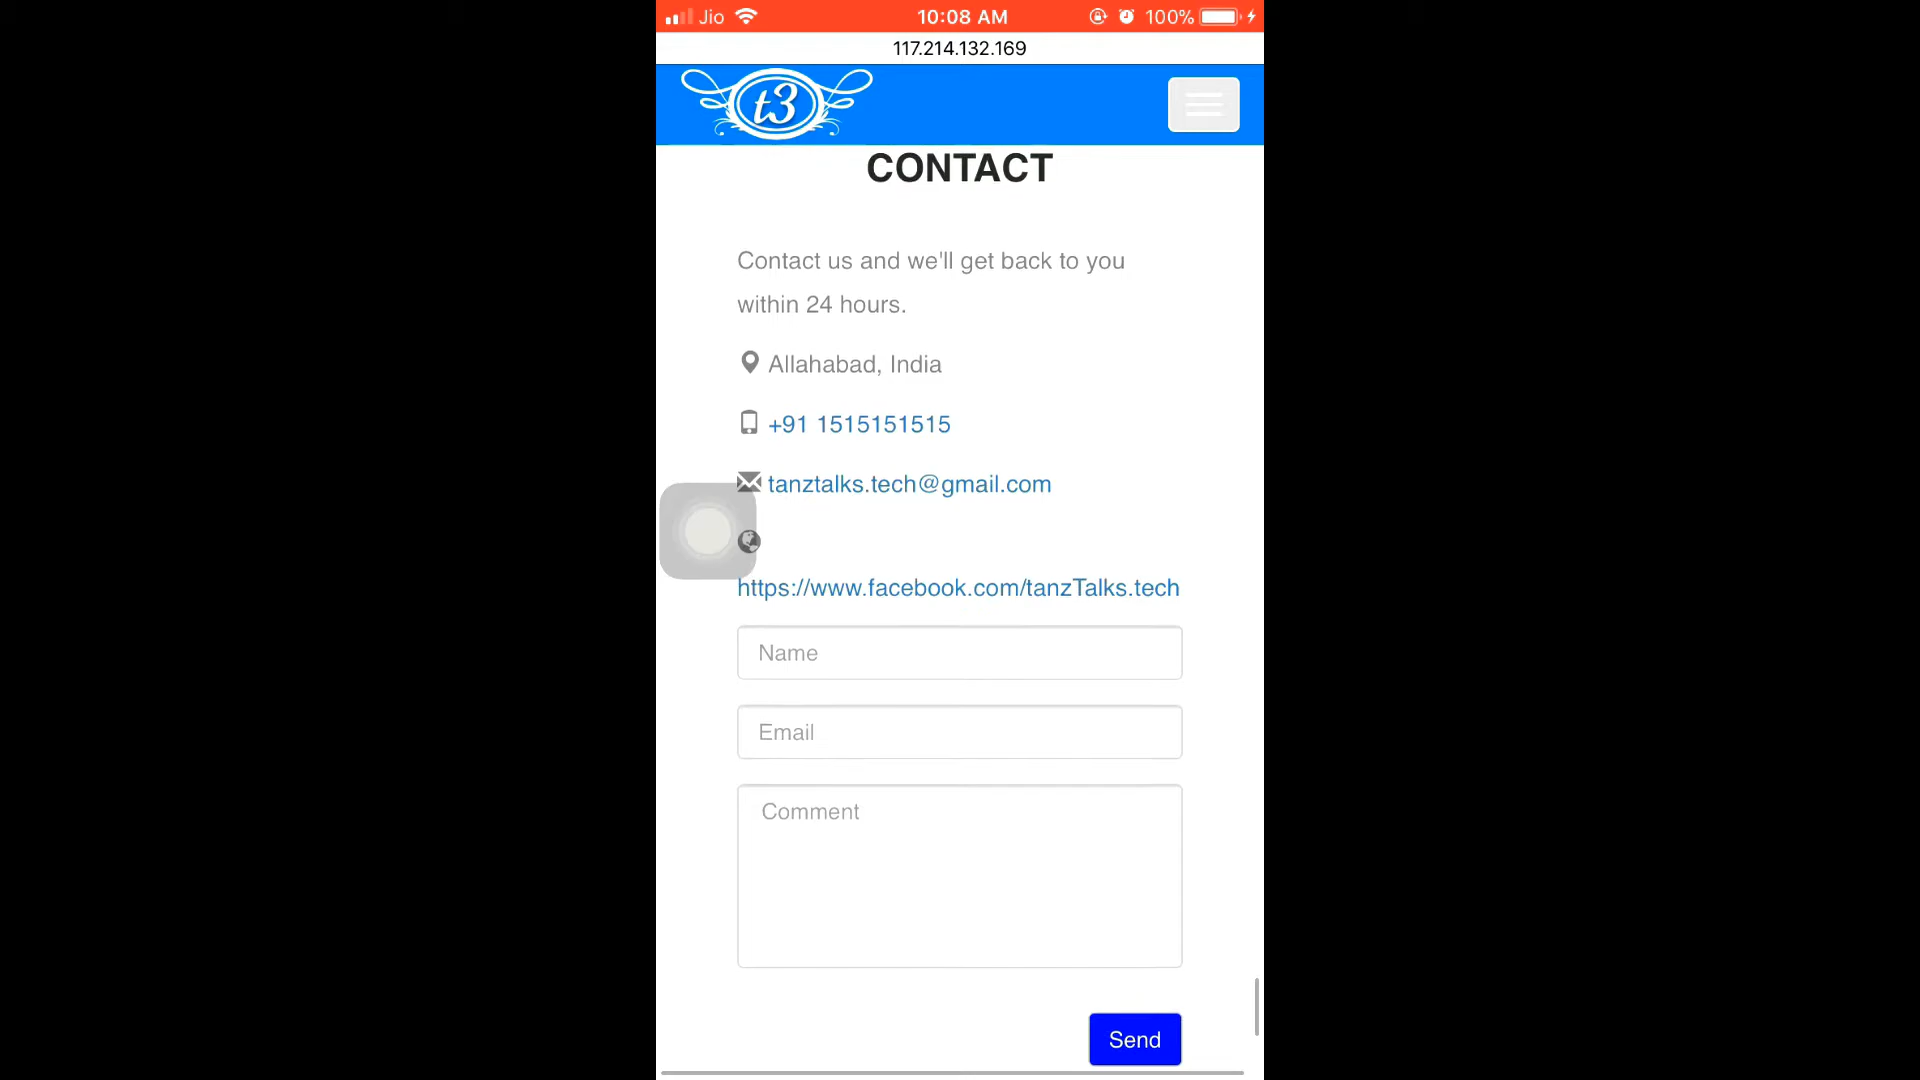 Jio
10:08 AM
100%
117.214.132.169
t3
CONTACT
Contact us and we'll get back to you
within 24 hours.
Allahabad, India
+91 1515151515
tanztalks.tech@gmail.com
https://www.facebook.com/tanzTalks.tech
Name
Email
Comment
Send